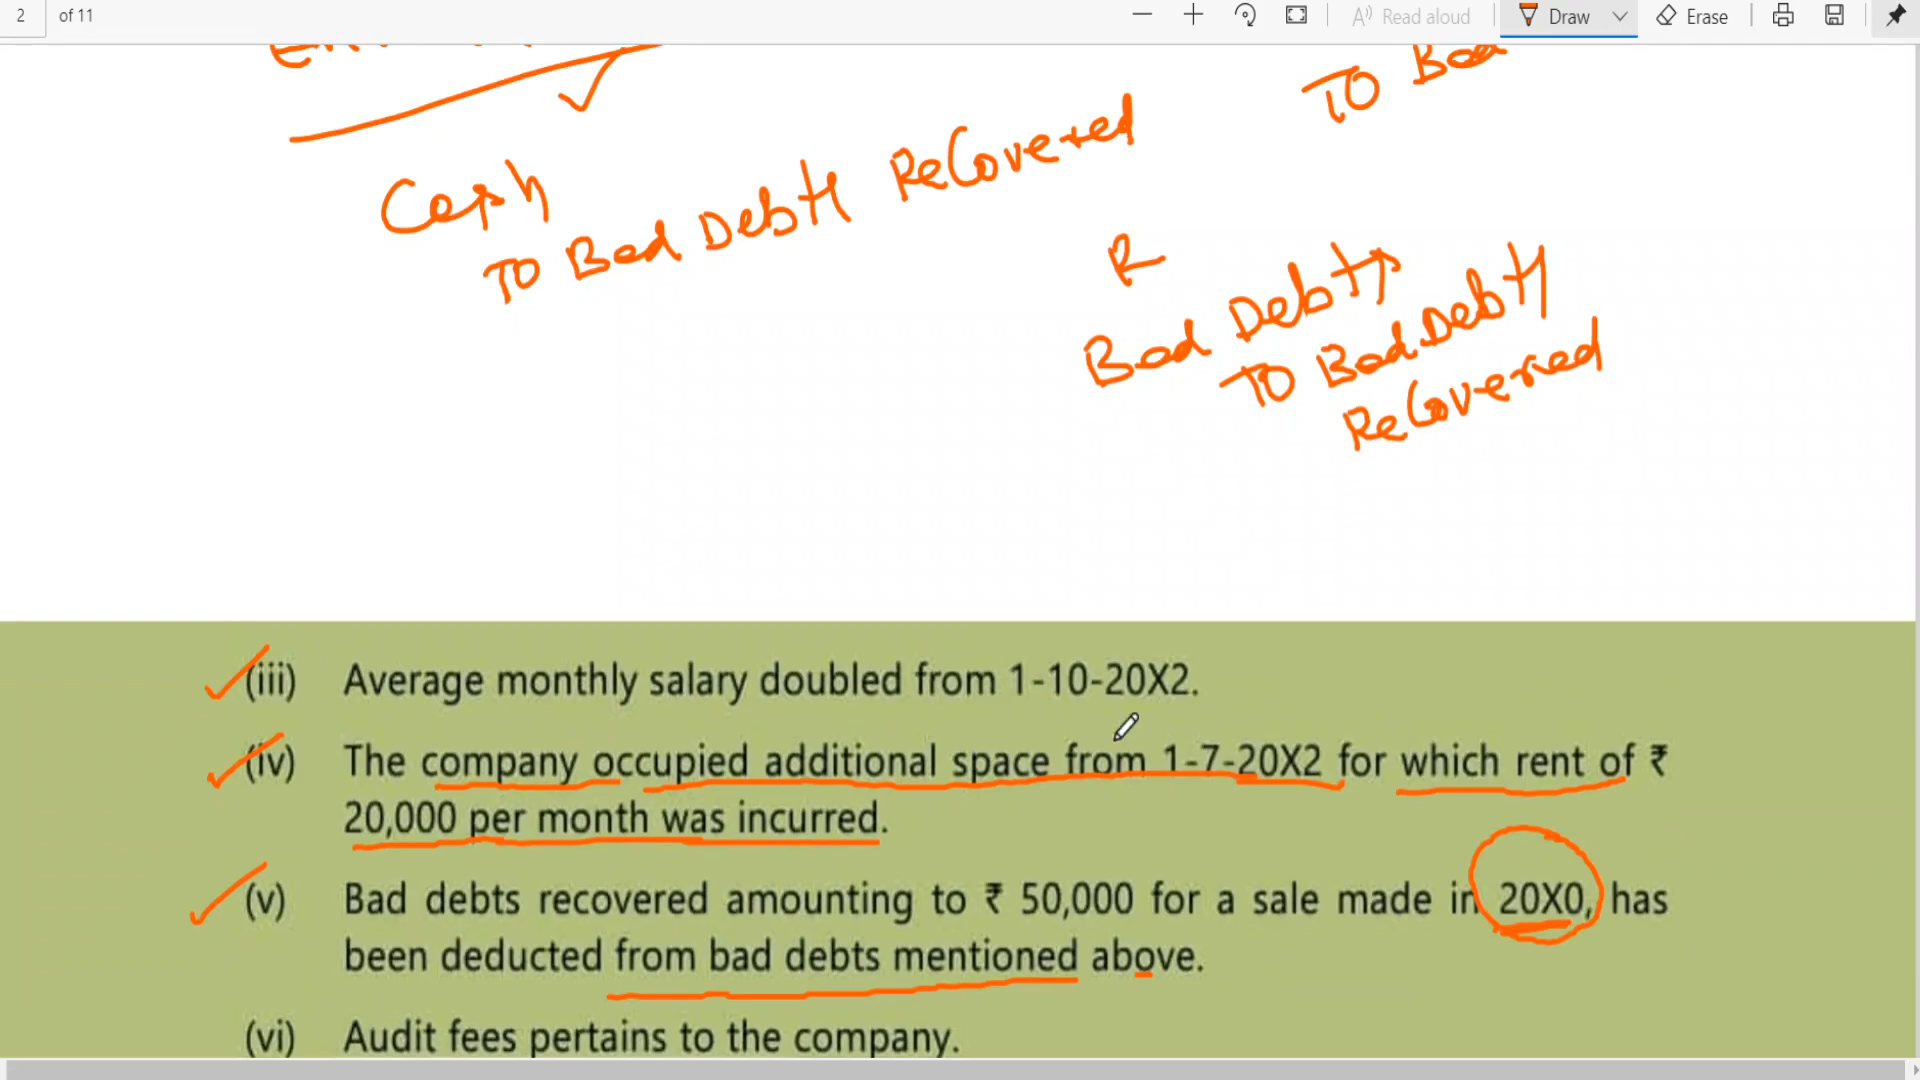 2 of 11
Read aloud
Draw
Erase
To Bad
Cash
To Bad Debts Recovered
R
Bad Debts
To Bad Debts
Recovered
(iii) Average monthly salary doubled from 1-10-20X2.
(iv) The company occupied additional space from 1-7-20X2 for which rent of ₹
20,000 per month was incurred.
(v) Bad debts recovered amounting to ₹ 50,000 for a sale made in 20X0, has
been deducted from bad debts mentioned above.
(vi) Audit fees pertains to the company.